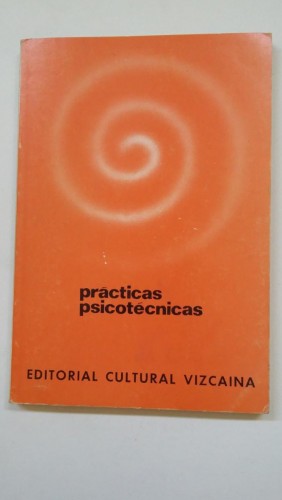 prácticas
psicotécnicas
EDITORIAL CULTURAL VIZCAINA